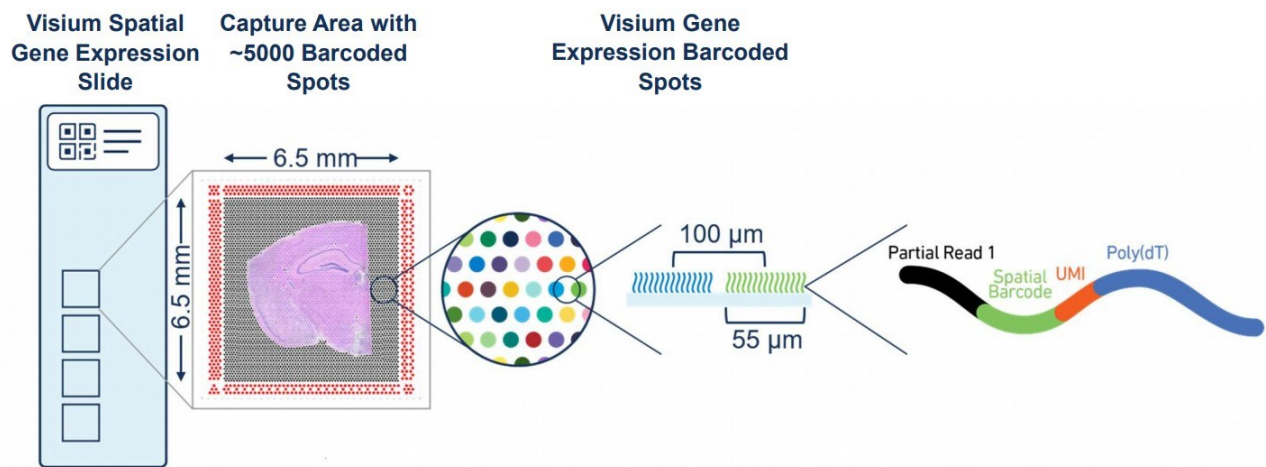 Visium Spatial
Gene Expression
Slide
Capture Area with
~5000 Barcoded
Spots
Visium Gene
Expression Barcoded
Spots
6.5 mm
6.5 mm
100 µm
55 µm
Partial Read 1
Spatial
Barcode
UMI
Poly(dT)